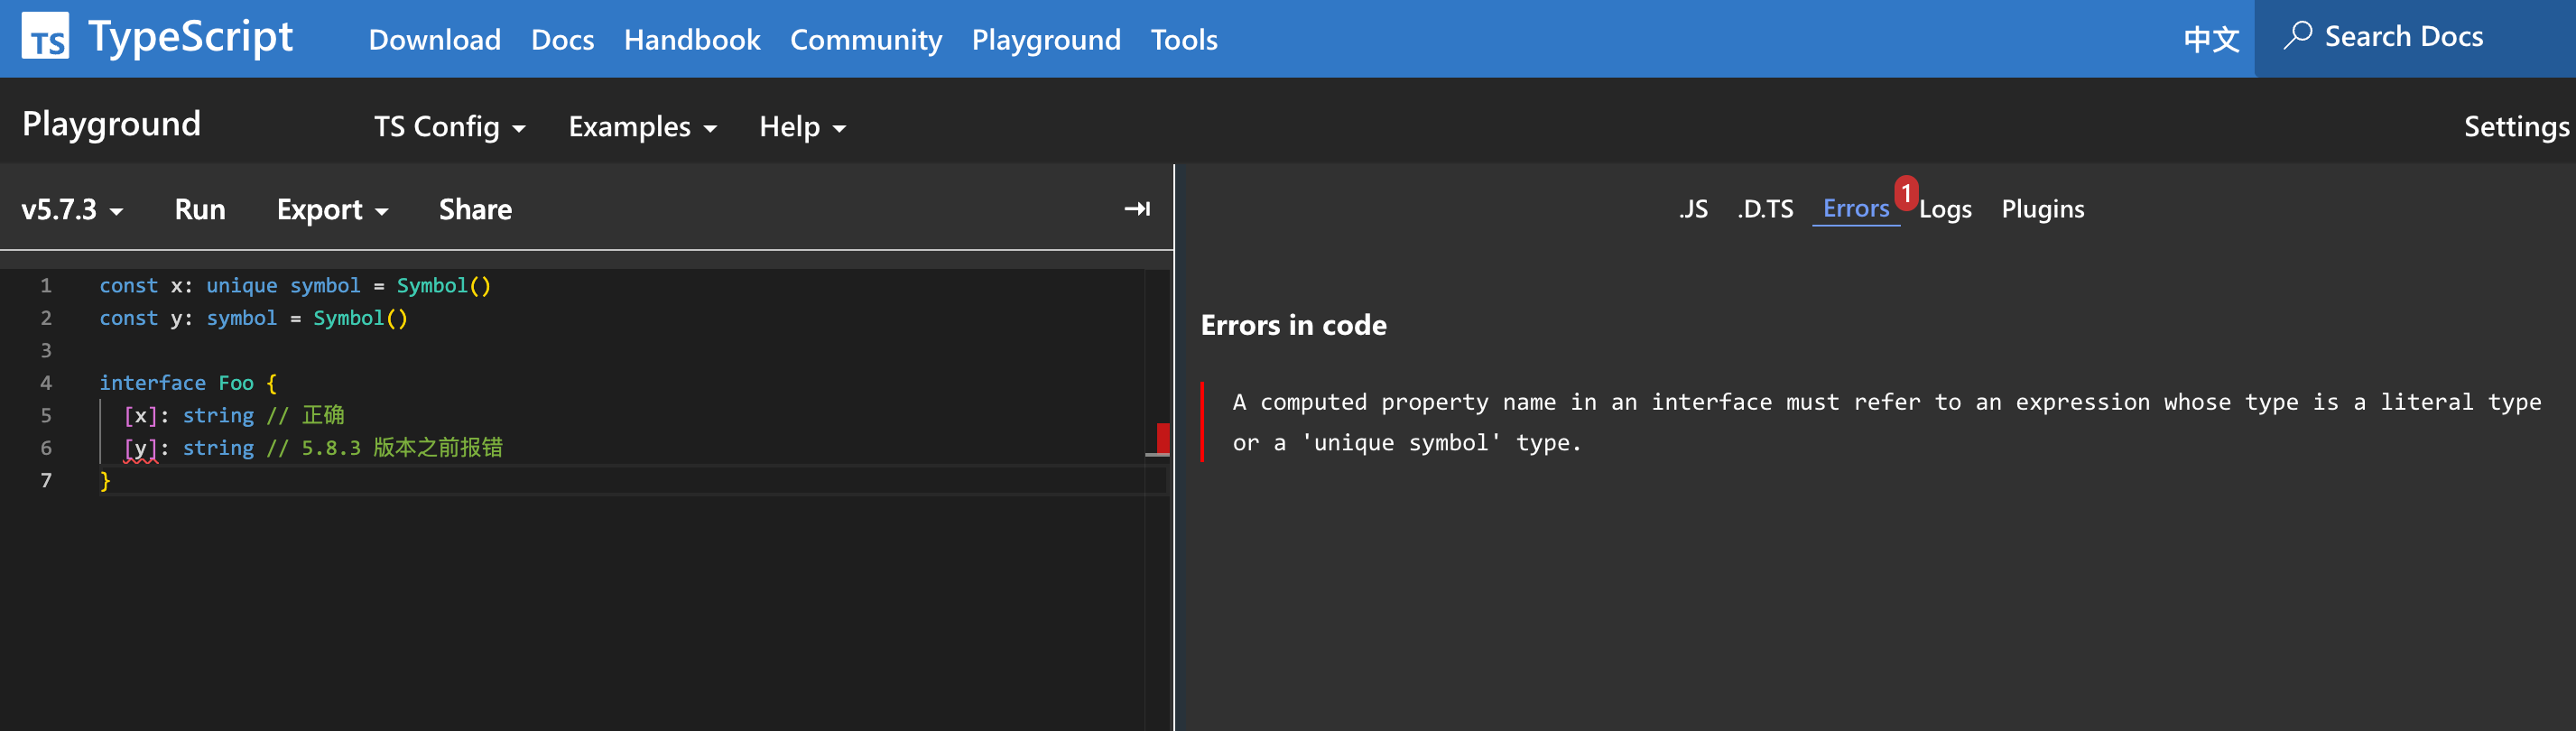 TS TypeScript Download Docs Handbook Community Playground Tools 中文 Search Docs
Playground TS Config Examples Help Settings
v5.7.3 Run Export Share .JS .D.TS Errors 1 Logs Plugins
1 const x: unique symbol = Symbol()
2 const y: symbol = Symbol()
3
4 interface Foo {
5 [x]: string // 正确
6 [y]: string // 5.8.3 版本之前报错
7 }
Errors in code
A computed property name in an interface must refer to an expression whose type is a literal type
or a 'unique symbol' type.